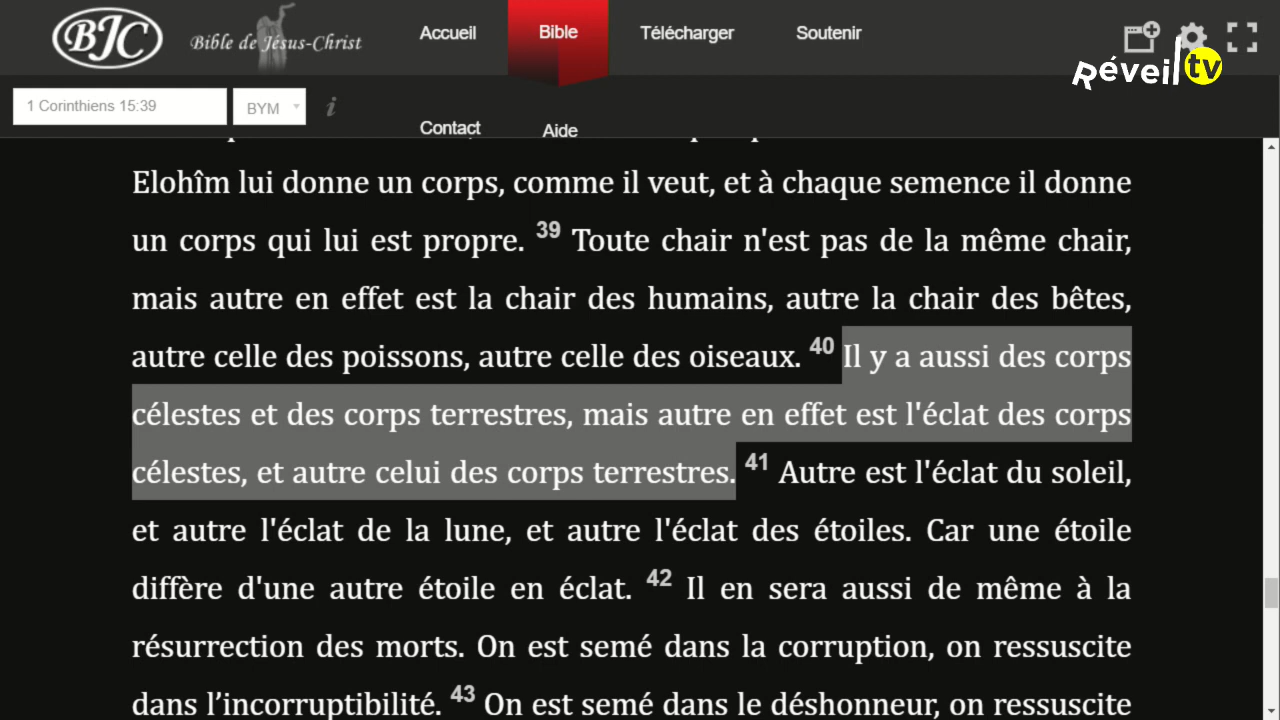 BJC
Bible de Jésus-Christ
Accueil
Bible
Télécharger
Soutenir
Réveil tv
1 Corinthiens 15:39
BYM
i
Contact
Aide
Elohîm lui donne un corps, comme il veut, et à chaque semence il donne
un corps qui lui est propre. 39 Toute chair n'est pas de la même chair,
mais autre en effet est la chair des humains, autre la chair des bêtes,
autre celle des poissons, autre celle des oiseaux. 40 Il y a aussi des corps
célestes et des corps terrestres, mais autre en effet est l'éclat des corps
célestes, et autre celui des corps terrestres. 41 Autre est l'éclat du soleil,
et autre l'éclat de la lune, et autre l'éclat des étoiles. Car une étoile
diffère d'une autre étoile en éclat. 42 Il en sera aussi de même à la
résurrection des morts. On est semé dans la corruption, on ressuscite
dans l’incorruptibilité. 43 On est semé dans le déshonneur, on ressuscite